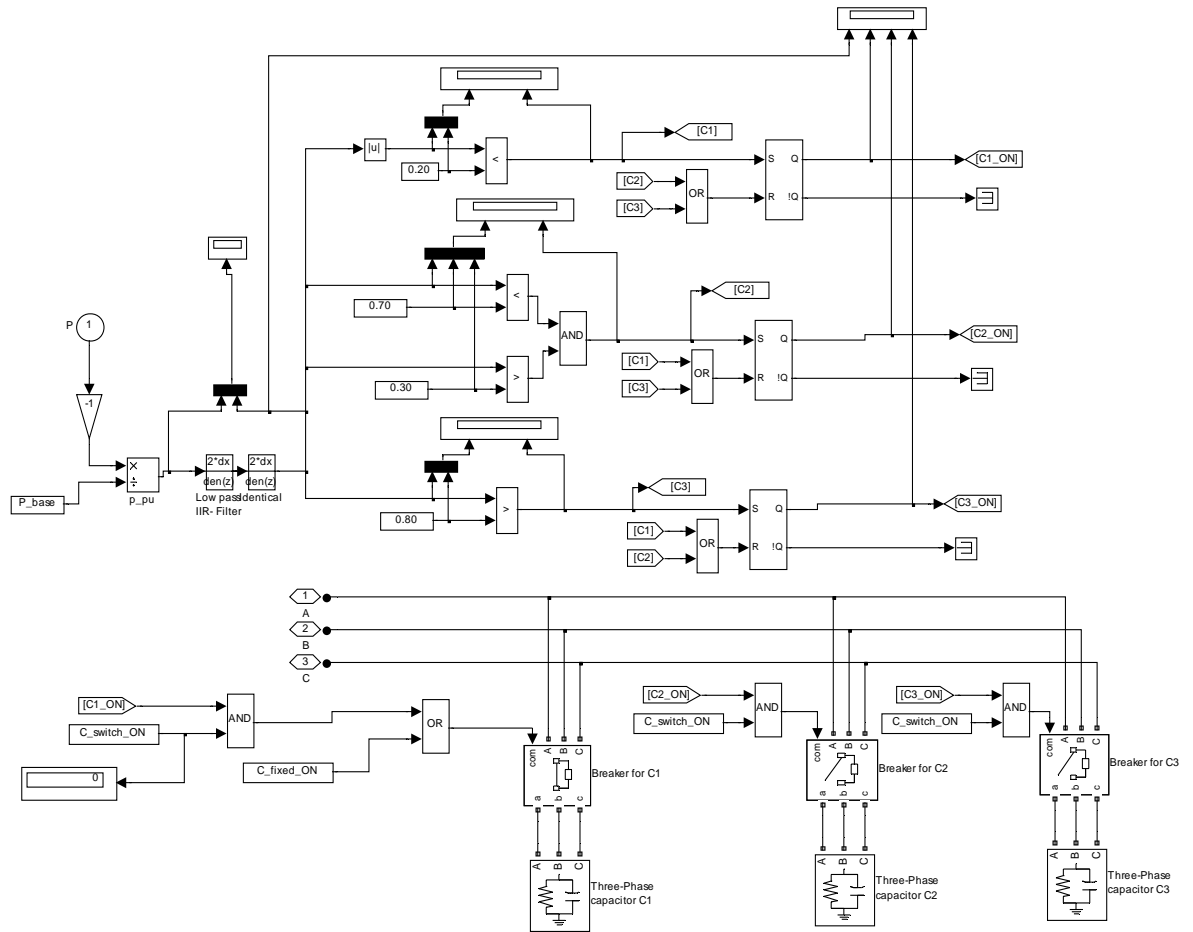 |u|
0.20
<
[C1]
[C2]
[C3]
OR
S
Q
R
!Q
[C1_ON]
0.70
<
0.30
>
AND
[C2]
[C1]
[C3]
OR
S
Q
R
!Q
[C2_ON]
P
1
-1
P_base
×
÷
p_pu
2*dx
den(z)
Low pass
IIR- Filter
2*dx
den(z)
Identical
0.80
>
[C3]
[C1]
[C2]
OR
S
Q
R
!Q
[C3_ON]
1
A
2
B
3
C
[C1_ON]
C_switch_ON
AND
0
C_fixed_ON
OR
com
A
B
C
a
b
c
Breaker for C1
A
B
C
Three-Phase
capacitor C1
[C2_ON]
C_switch_ON
AND
com
A
B
C
a
b
c
Breaker for C2
A
B
C
Three-Phase
capacitor C2
[C3_ON]
C_switch_ON
AND
com
A
B
C
a
b
c
Breaker for C3
A
B
C
Three-Phase
capacitor C3